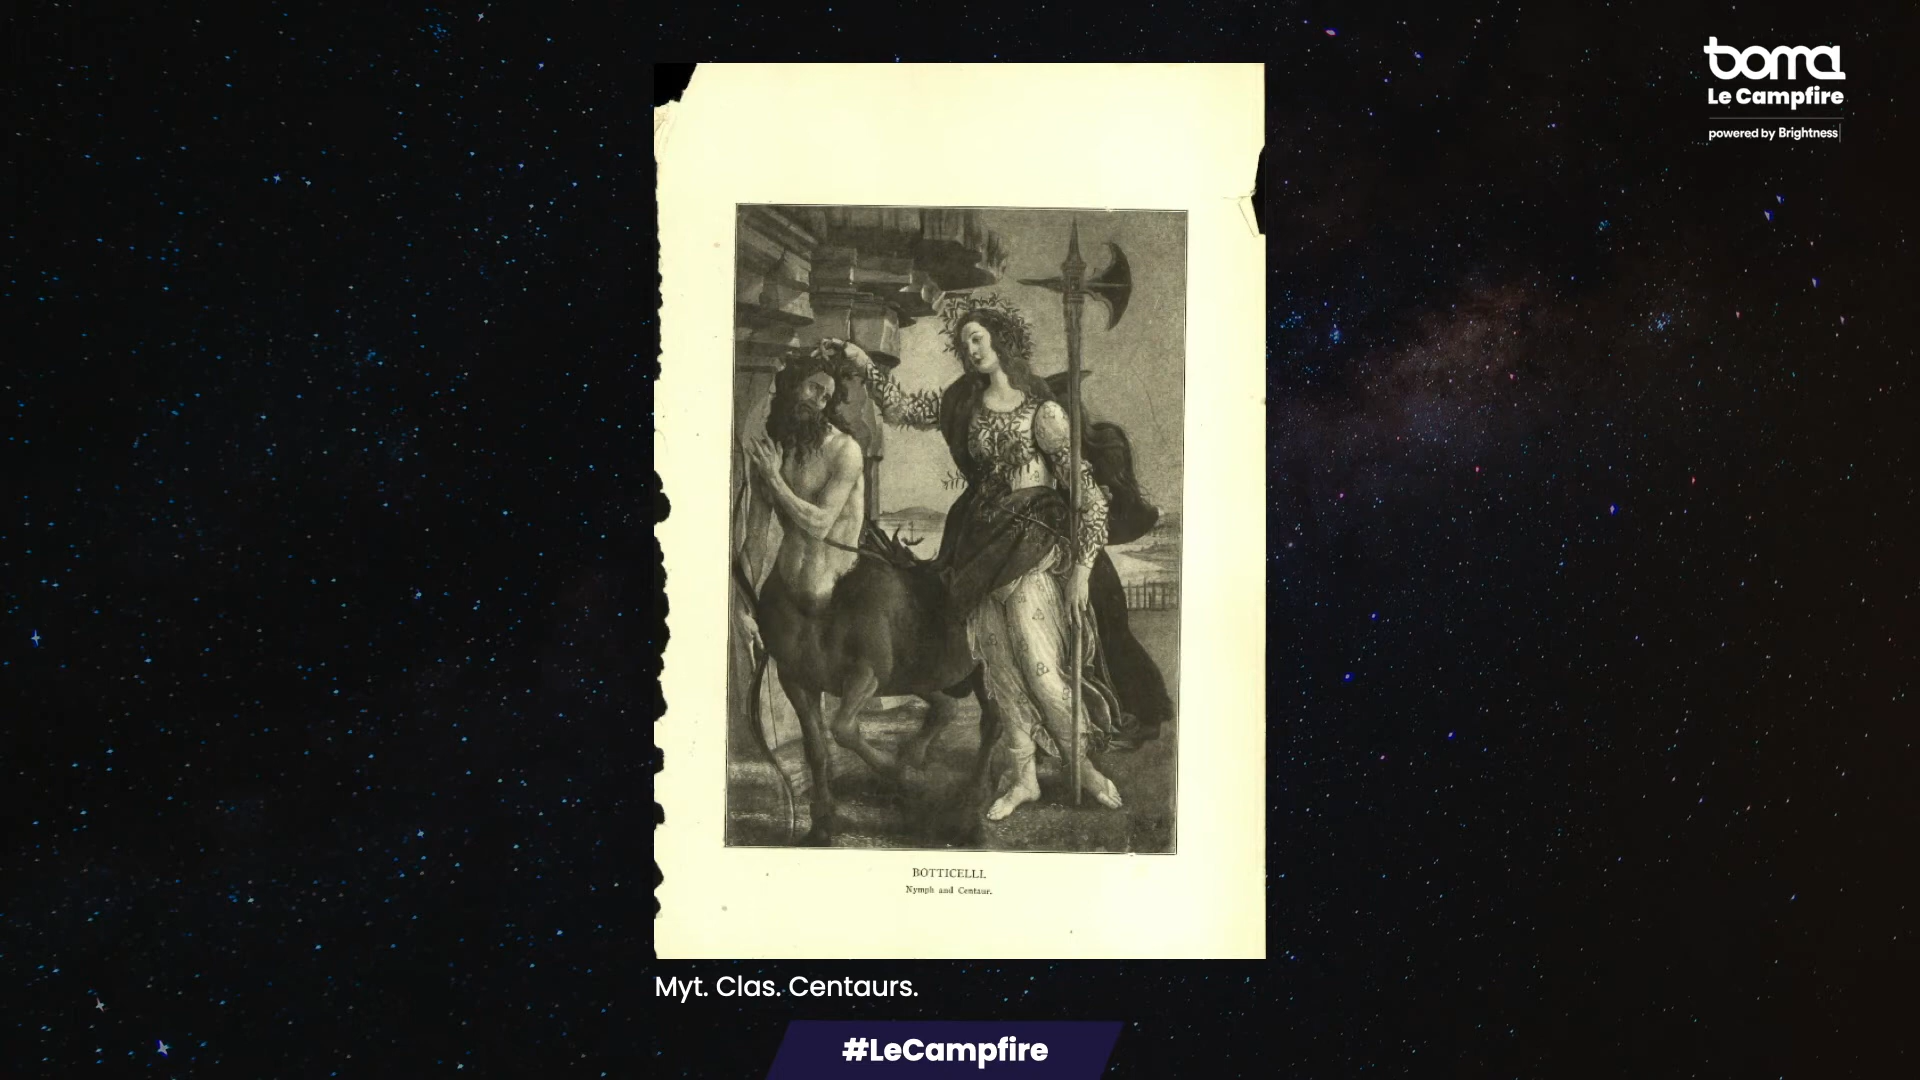 boma
Le Campfire
powered by Brightness
BOTTICELLI.
Nymph and Centaur.
Myt. Clas. Centaurs.
#LeCampfire